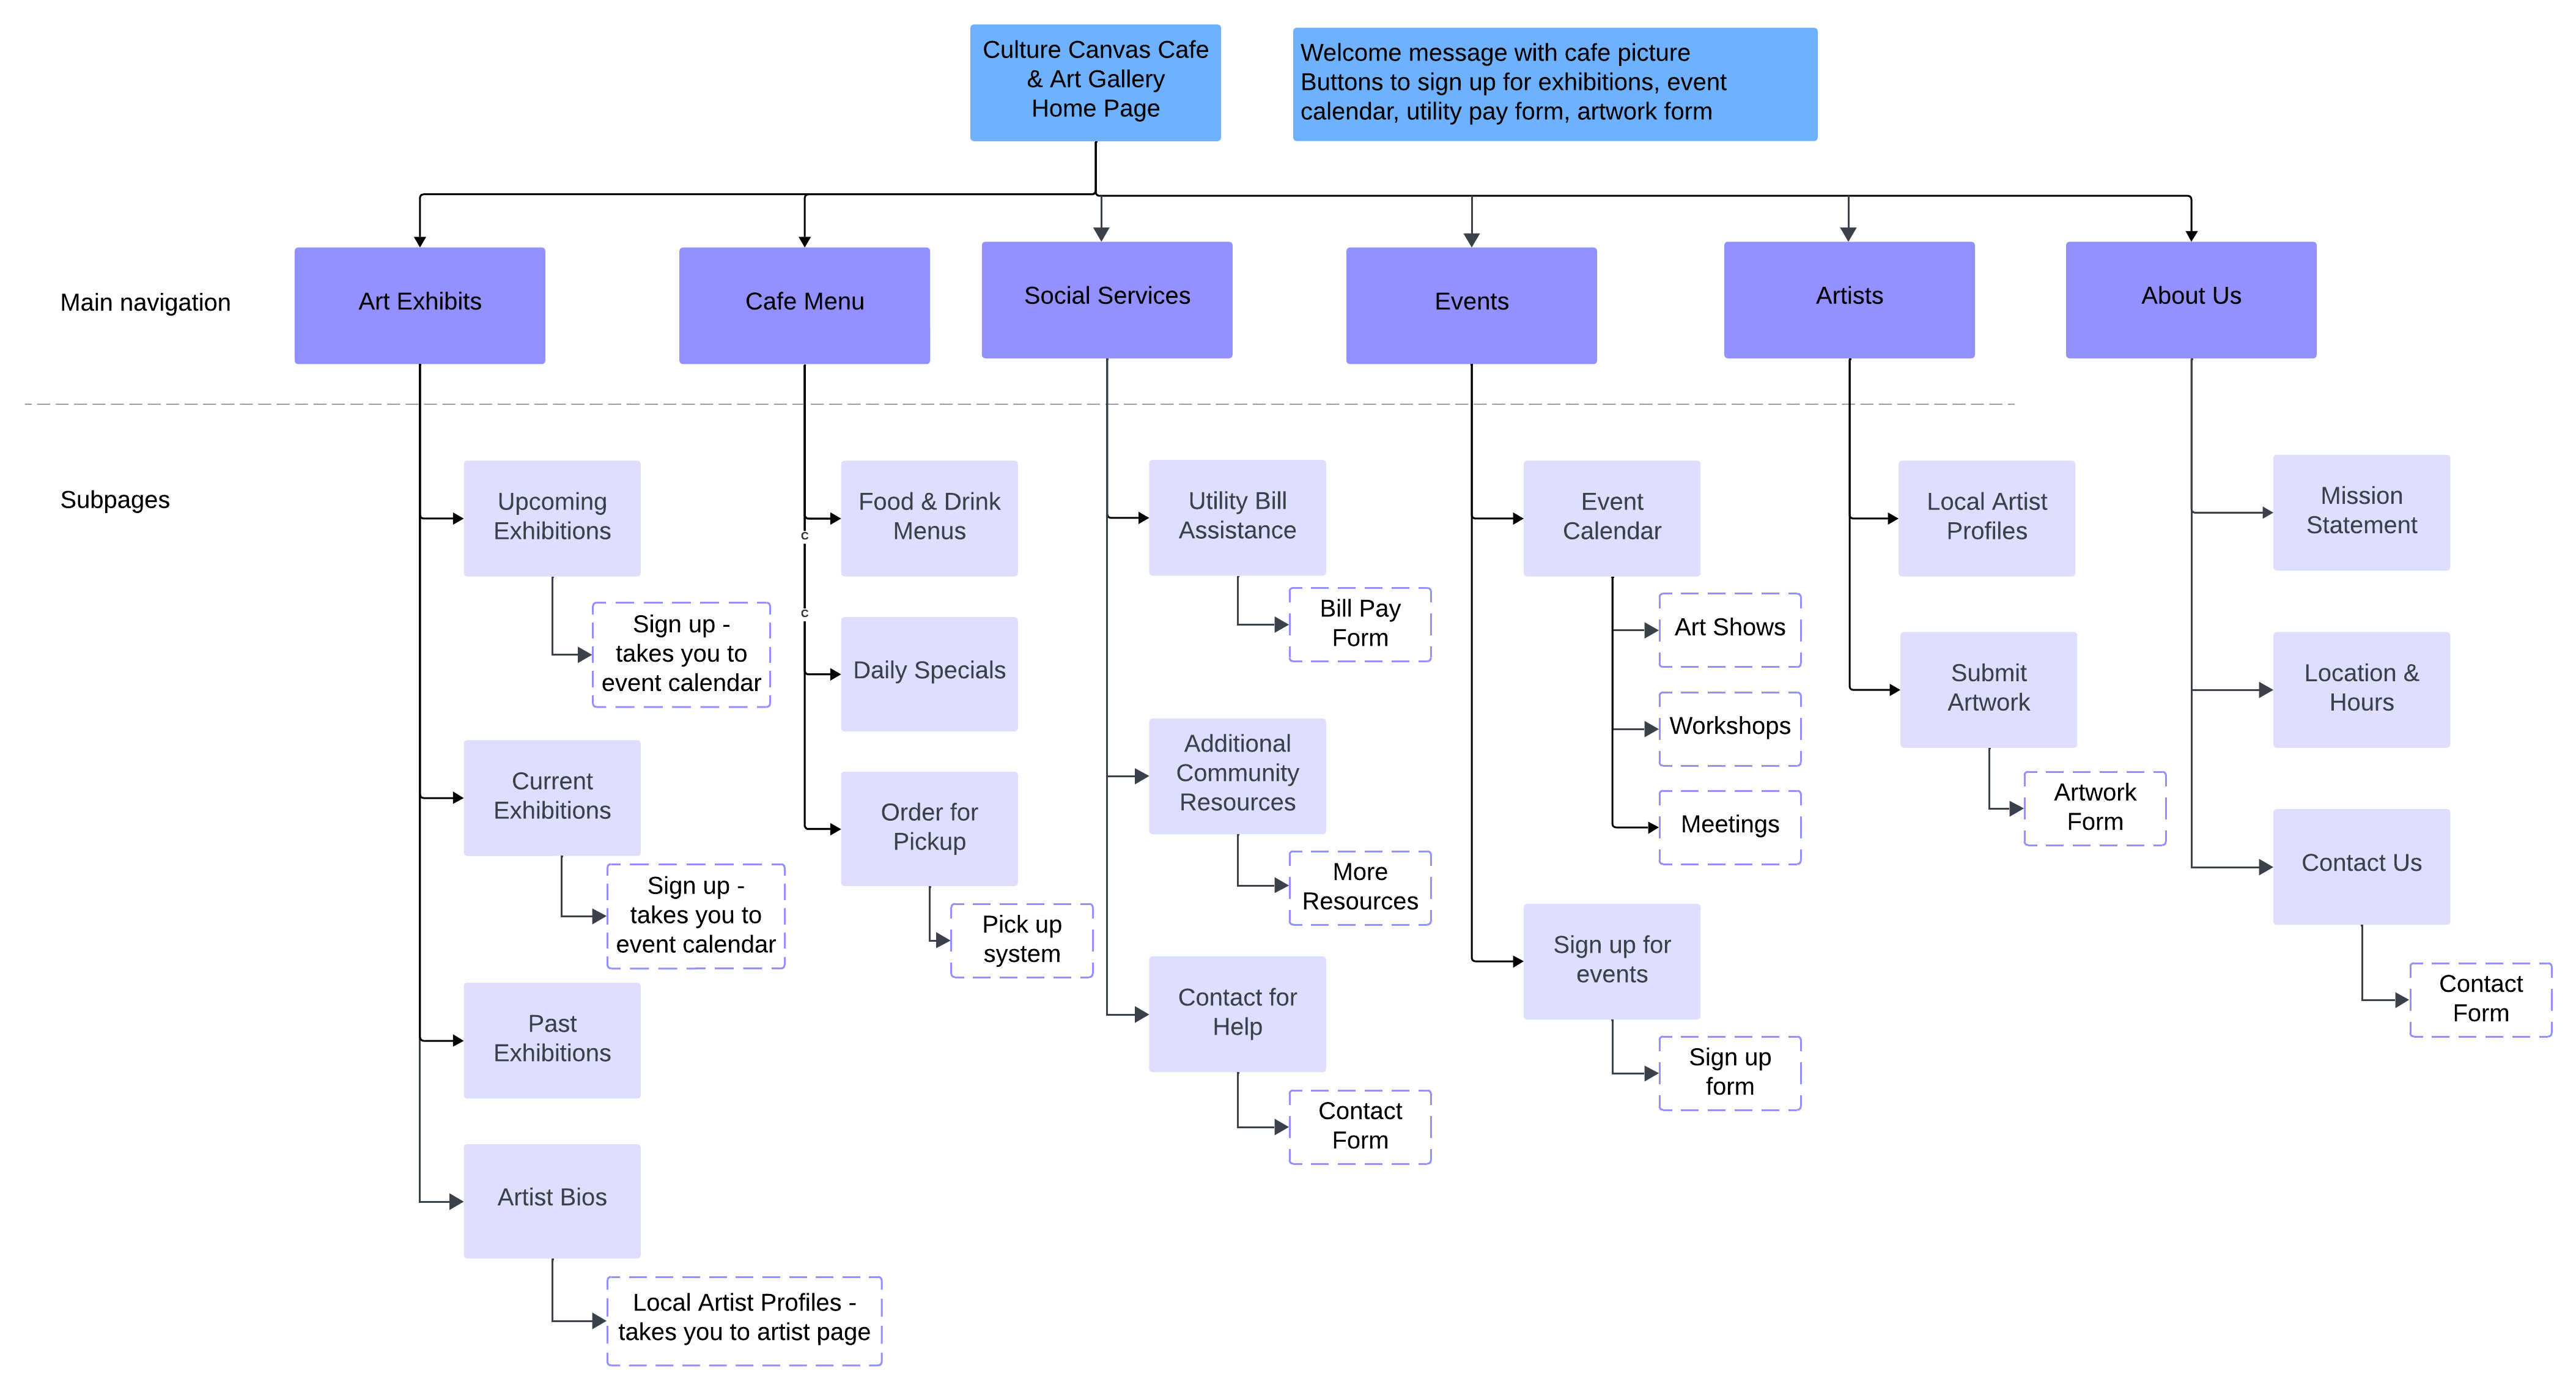 Culture Canvas Cafe
& Art Gallery
Home Page
Welcome message with cafe picture
Buttons to sign up for exhibitions, event
calendar, utility pay form, artwork form
Main navigation
Art Exhibits
Cafe Menu
Social Services
Events
Artists
About Us
Subpages
Upcoming
Exhibitions
Sign up -
takes you to
event calendar
Current
Exhibitions
Sign up -
takes you to
event calendar
Past
Exhibitions
Artist Bios
Local Artist Profiles -
takes you to artist page
C
C
Food & Drink
Menus
Daily Specials
Order for
Pickup
Pick up
system
Utility Bill
Assistance
Bill Pay
Form
Additional
Community
Resources
More
Resources
Contact for
Help
Contact
Form
Event
Calendar
Art Shows
Workshops
Meetings
Sign up for
events
Sign up
form
Local Artist
Profiles
Submit
Artwork
Artwork
Form
Mission
Statement
Location &
Hours
Contact Us
Contact
Form